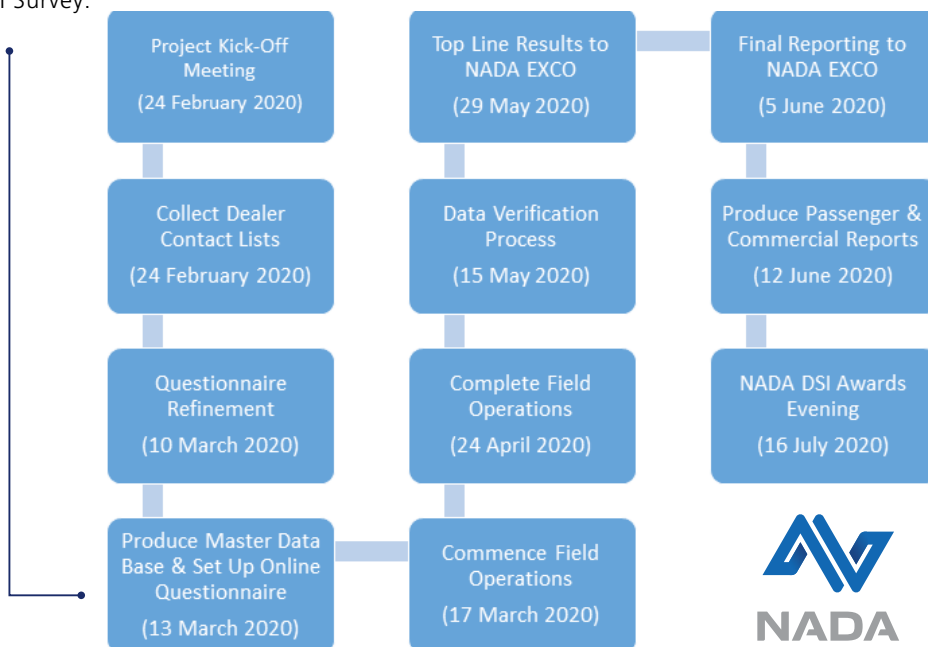 Survey.
Project Kick-Off
Meeting
(24 February 2020)
Collect Dealer
Contact Lists
(24 February 2020)
Questionnaire
Refinement
(10 March 2020)
Produce Master Data
Base & Set Up Online
Questionnaire
(13 March 2020)
Commence Field
Operations
(17 March 2020)
Complete Field
Operations
(24 April 2020)
Data Verification
Process
(15 May 2020)
Top Line Results to
NADA EXCO
(29 May 2020)
Final Reporting to
NADA EXCO
(5 June 2020)
Produce Passenger &
Commercial Reports
(12 June 2020)
NADA DSI Awards
Evening
(16 July 2020)
NADA